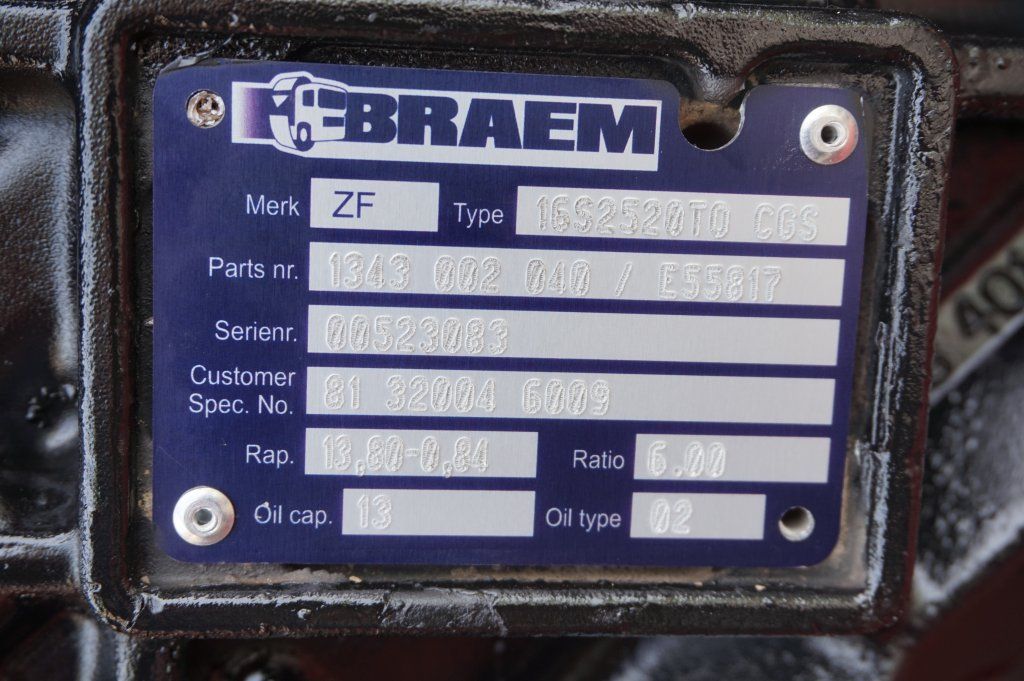 BRAEM
Merk ZF Type 16S2520TO CGS
Parts nr. 1343 002 040 / E55817
Serienr. 00523083
Customer
Spec. No. 81 32004 6009
Rap. 13,80-0,84 Ratio 6.00
Oil cap. 13 Oil type 02